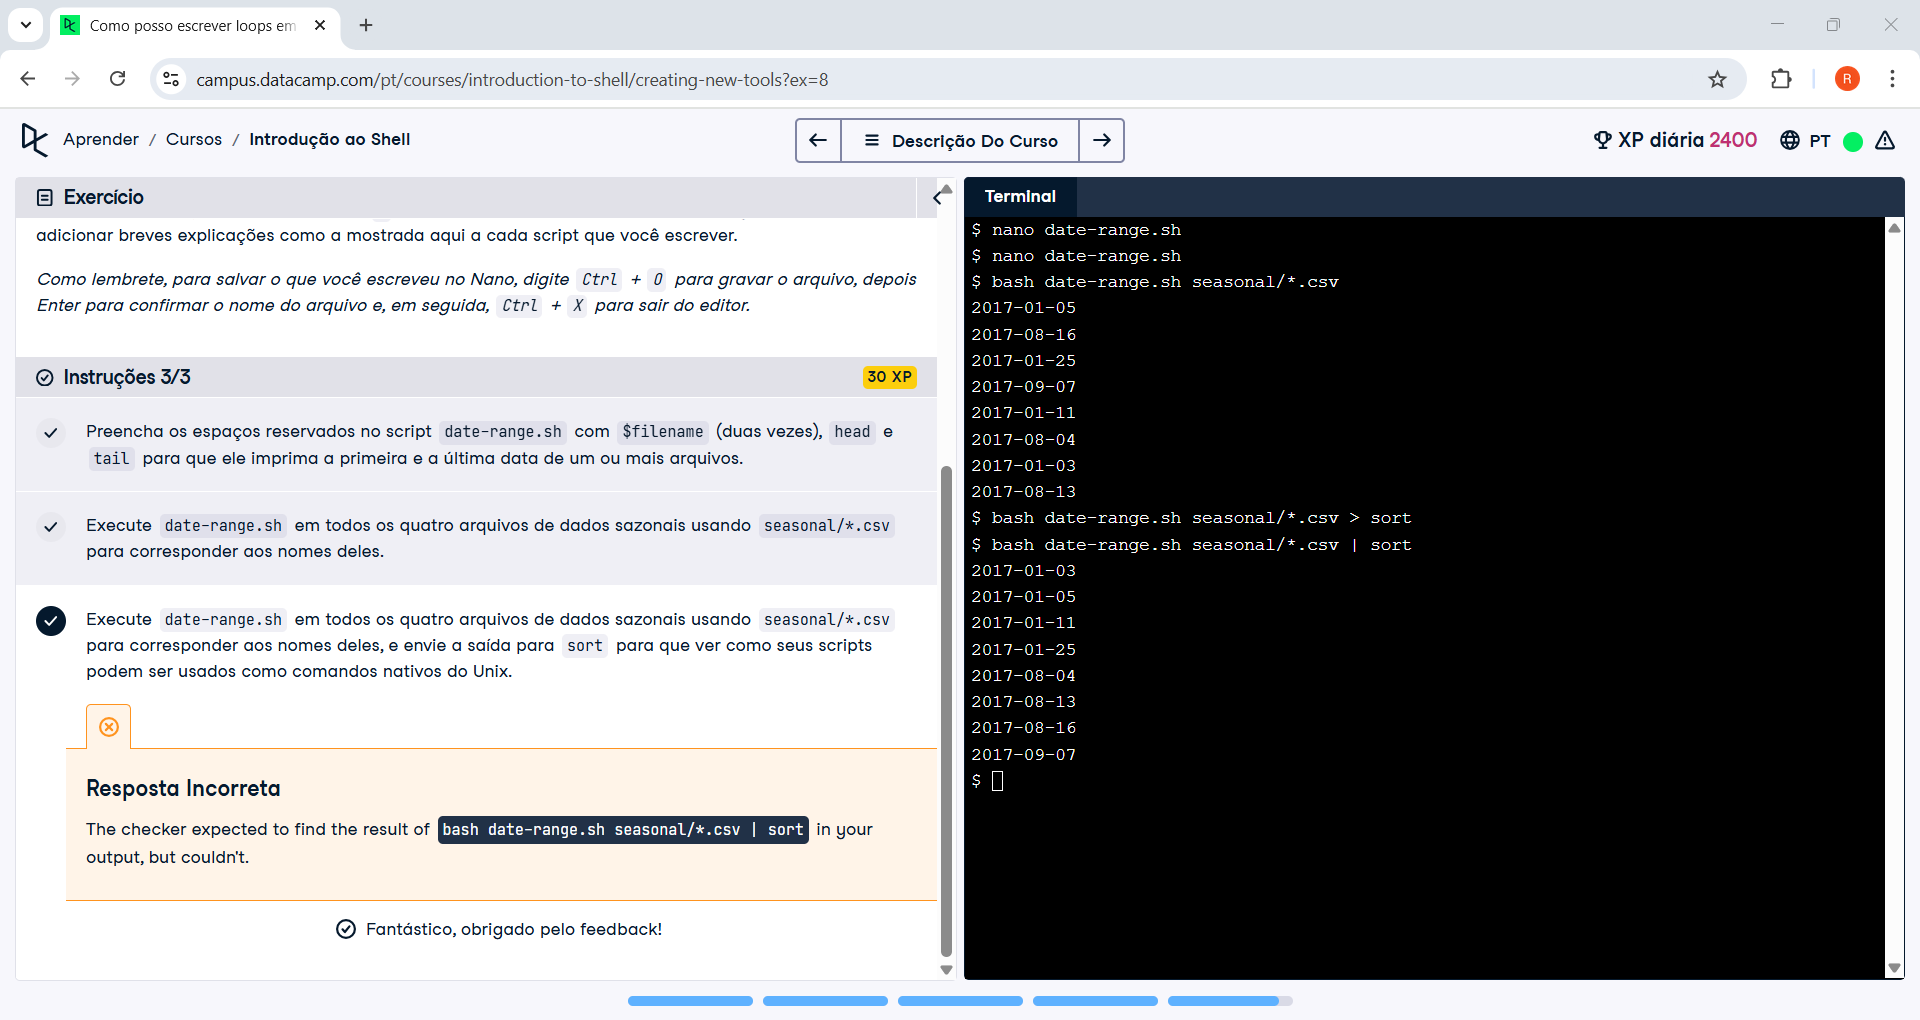 Como posso escrever loops em
campus.datacamp.com/pt/courses/introduction-to-shell/creating-new-tools?ex=8
R
Aprender / Cursos / Introdução ao Shell
Descrição Do Curso
XP diária 2400
PT
Exercício
adicionar breves explicações como a mostrada aqui a cada script que você escrever.
Como lembrete, para salvar o que você escreveu no Nano, digite Ctrl + O para gravar o arquivo, depois
Enter para confirmar o nome do arquivo e, em seguida, Ctrl + X para sair do editor.
Instruções 3/3
30 XP
Preencha os espaços reservados no script date-range.sh com $filename (duas vezes), head e
tail para que ele imprima a primeira e a última data de um ou mais arquivos.
Execute date-range.sh em todos os quatro arquivos de dados sazonais usando seasonal/*.csv
para corresponder aos nomes deles.
Execute date-range.sh em todos os quatro arquivos de dados sazonais usando seasonal/*.csv
para corresponder aos nomes deles, e envie a saída para sort para que ver como seus scripts
podem ser usados como comandos nativos do Unix.
Resposta Incorreta
The checker expected to find the result of bash date-range.sh seasonal/*.csv | sort in your
output, but couldn't.
Fantástico, obrigado pelo feedback!
Terminal
$ nano date-range.sh
$ nano date-range.sh
$ bash date-range.sh seasonal/*.csv
2017-01-05
2017-08-16
2017-01-25
2017-09-07
2017-01-11
2017-08-04
2017-01-03
2017-08-13
$ bash date-range.sh seasonal/*.csv > sort
$ bash date-range.sh seasonal/*.csv | sort
2017-01-03
2017-01-05
2017-01-11
2017-01-25
2017-08-04
2017-08-13
2017-08-16
2017-09-07
$